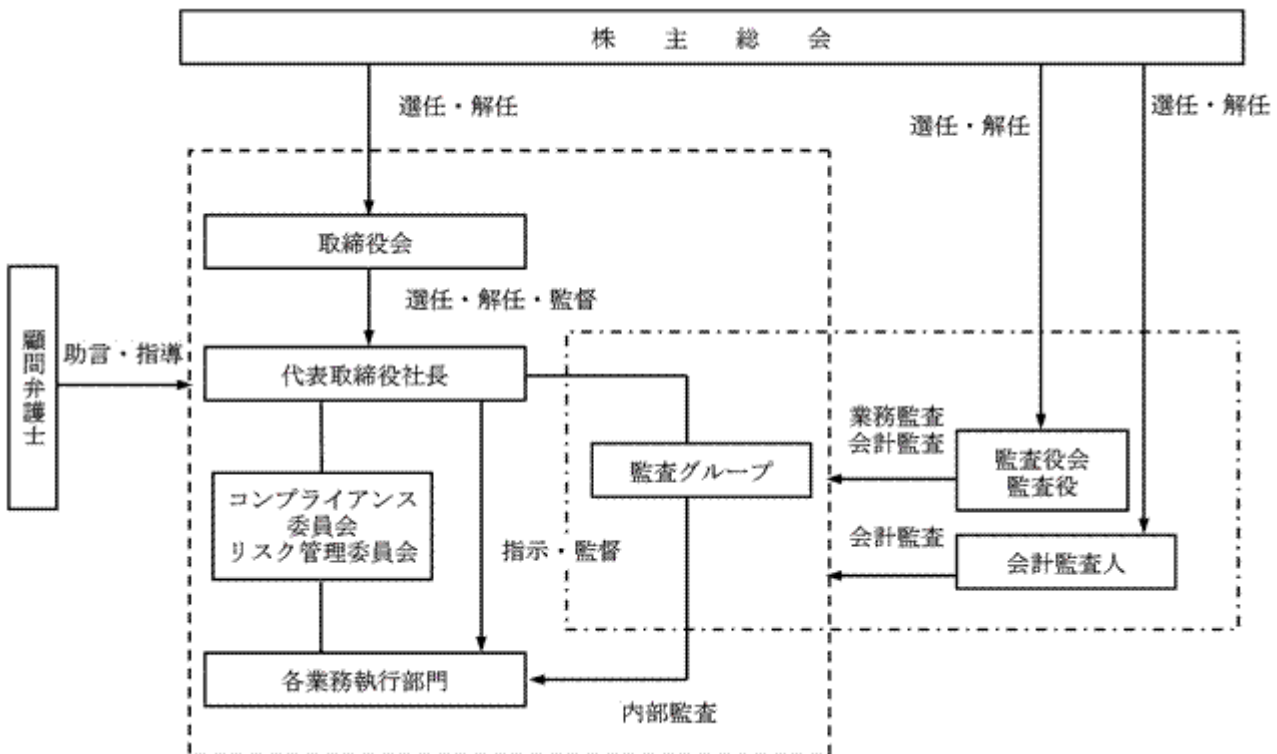 株主総会
選任・解任
選任・解任
選任・解任
取締役会
選任・解任・監督
顧問弁護士
助言・指導
代表取締役社長
業務監査
会計監査
監査役会
監査役
監査グループ
コンプライアンス
委員会
リスク管理委員会
指示・監督
会計監査
会計監査人
各業務執行部門
内部監査